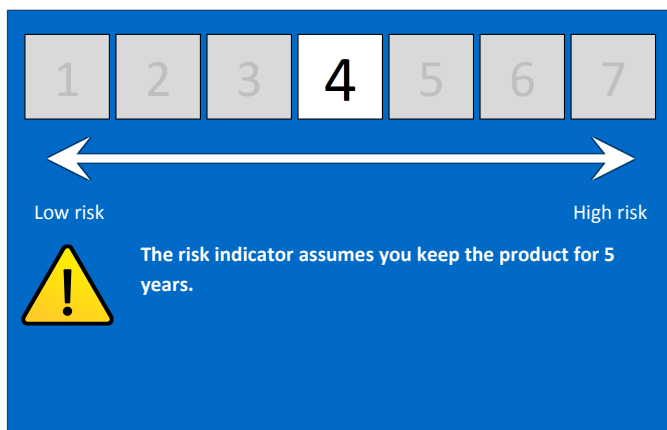 1 2 3 4 5 6 7
Low risk High risk
The risk indicator assumes you keep the product for 5
years.